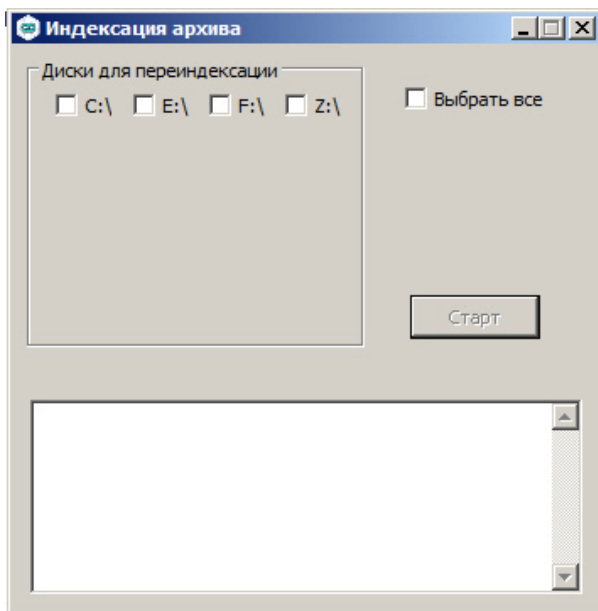 Индексация архива
Диски для переиндексации
C:\ E:\ F:\ Z:\
Выбрать все
Старт